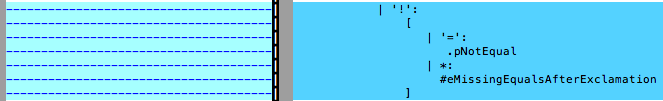 | '!':
[
| '=':
.pNotEqual
| *:
#eMissingEqualsAfterExclamation
]